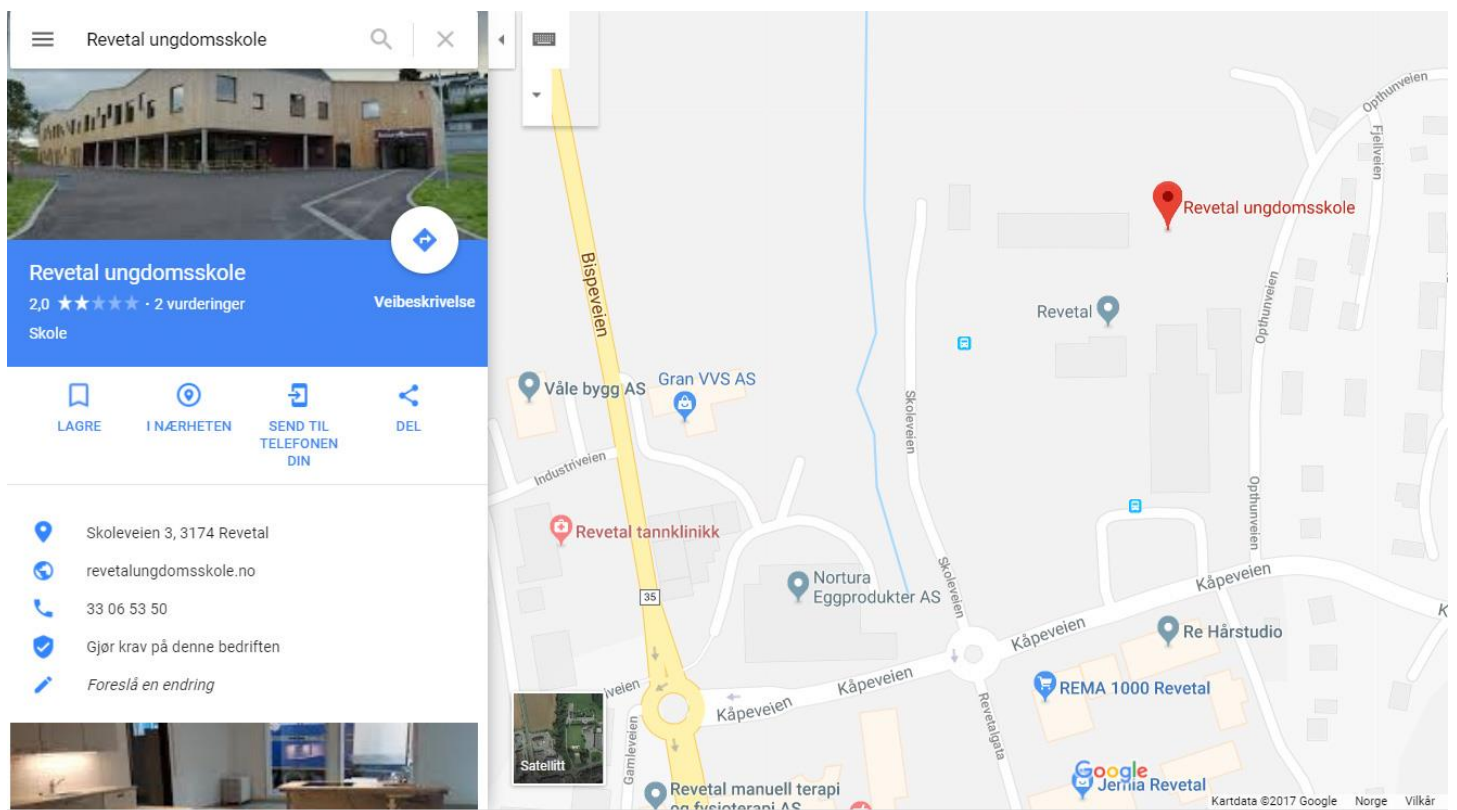 Revetal ungdomsskole
Revetal ungdomsskole
2,0 ★★★★★ · 2 vurderinger
Veibeskrivelse
Skole
LAGRE
I NÆRHETEN
SEND TIL
TELEFONEN
DIN
DEL
Skoleveien 3, 3174 Revetal
revetalungdomsskole.no
33 06 53 50
Gjør krav på denne bedriften
Foreslå en endring
Opthunveien
Fjellveien
Revetal ungdomsskole
Bispeveien
Opthunveien
Revetal
Våle bygg AS
Gran VVS AS
Skoleveien
Industriveien
Opthunveien
Revetal tannklinikk
Skoleveien
Nortura
Eggprodukter AS
35
Kåpeveien
Kåpeveien
Re Hårstudio
Kåpeveien
Kåpeveien
REMA 1000 Revetal
Revetalgata
Gamleveien
Satellitt
Google
Jernia Revetal
Revetal manuell terapi
og fysioterapi AS
Kartdata ©2017 Google Norge Vilkår